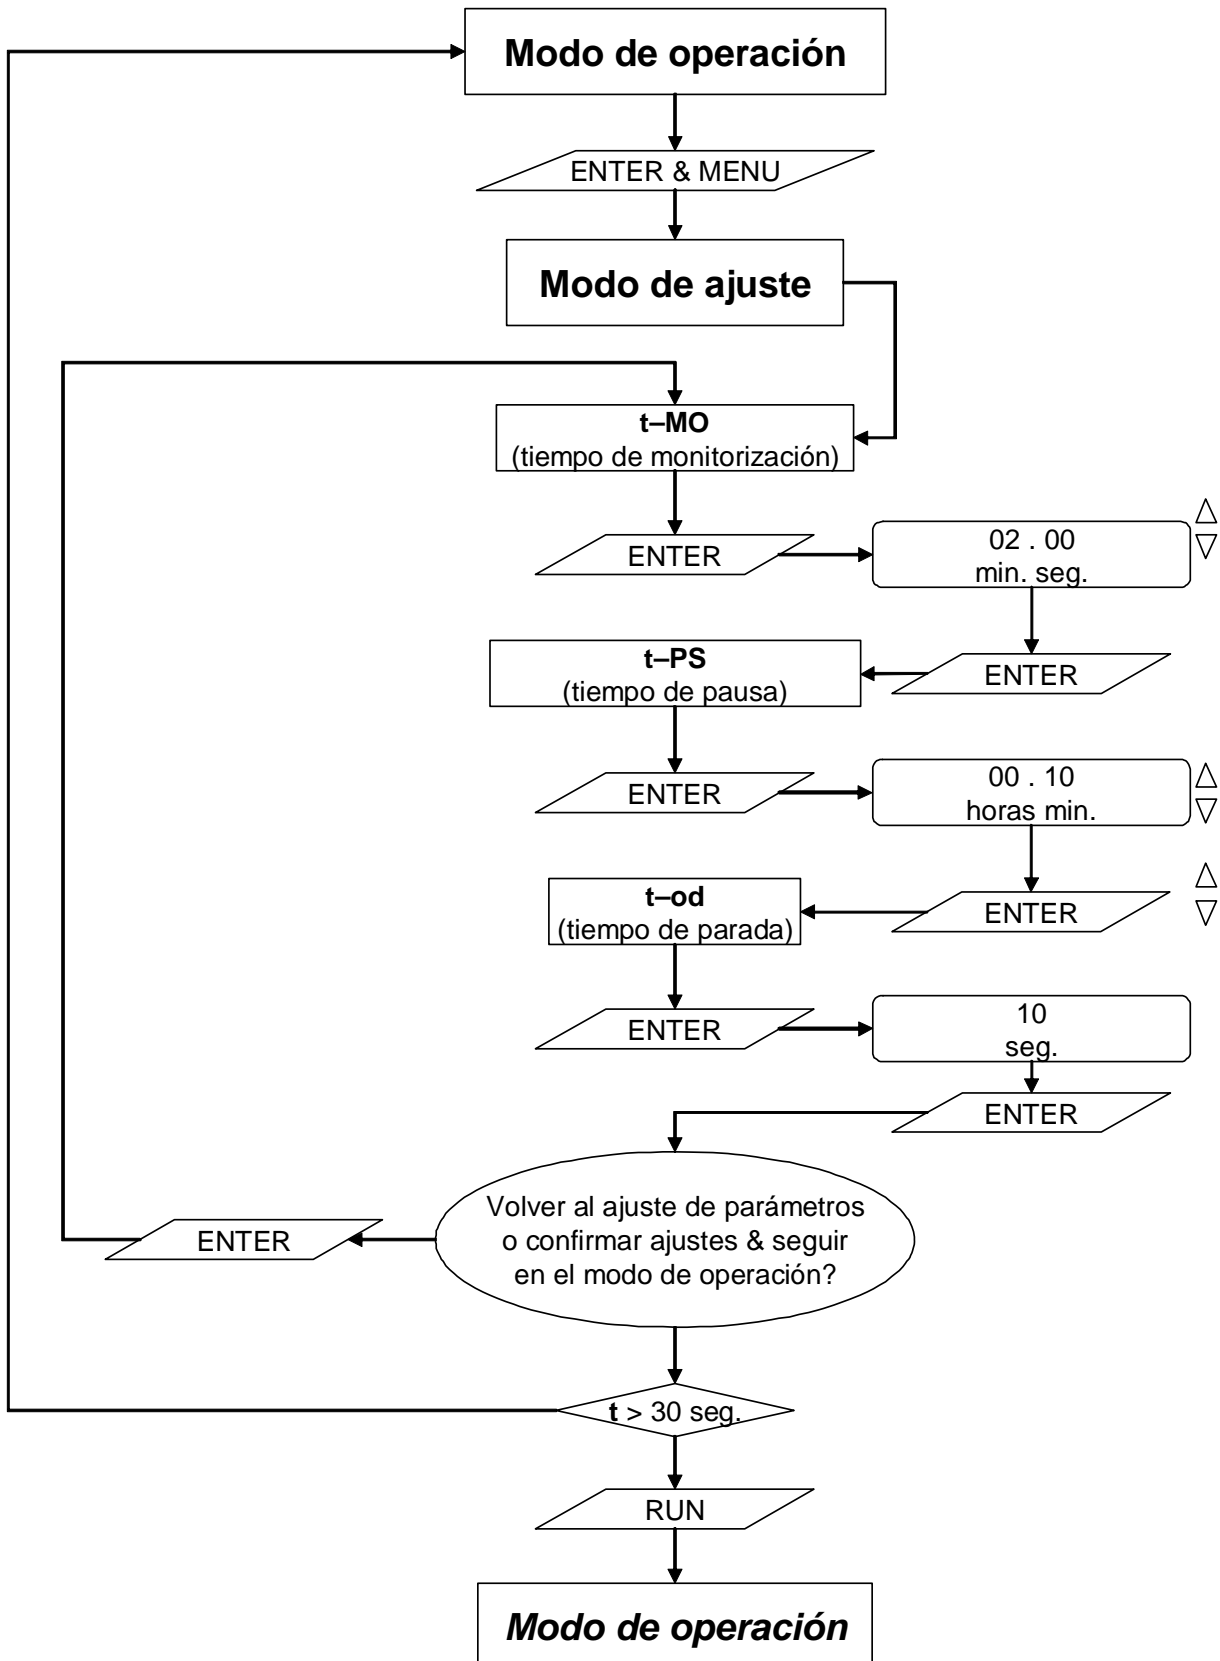 Modo de operación
ENTER & MENU
Modo de ajuste
t–MO
(tiempo de monitorización)
ENTER
02 . 00
min. seg.
t–PS
(tiempo de pausa)
ENTER
ENTER
00 . 10
horas min.
t–od
(tiempo de parada)
ENTER
ENTER
10
seg.
ENTER
Volver al ajuste de parámetros
o confirmar ajustes & seguir
en el modo de operación?
ENTER
t > 30 seg.
RUN
Modo de operación